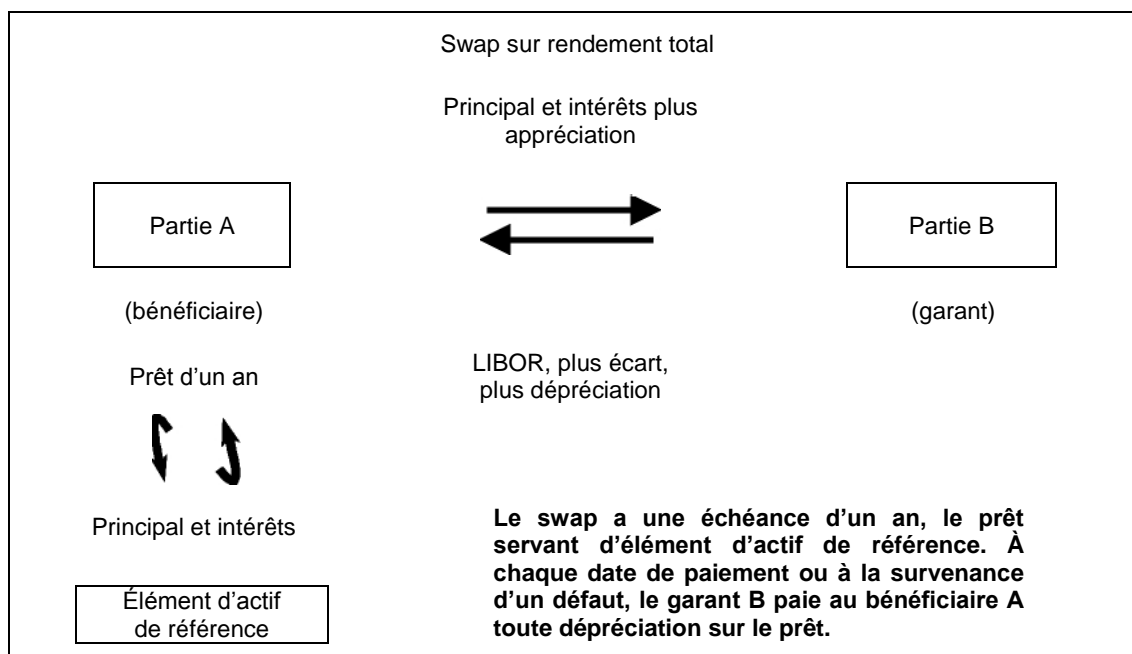 Swap sur rendement total
Principal et intérêts plus
appréciation
Partie A
Partie B
(bénéficiaire)
(garant)
Prêt d'un an
LIBOR, plus écart,
plus dépréciation
Principal et intérêts
Élément d'actif
de référence
Le swap a une échéance d'un an, le prêt
servant d'élément d'actif de référence. À
chaque date de paiement ou à la survenance
d'un défaut, le garant B paie au bénéficiaire A
toute dépréciation sur le prêt.